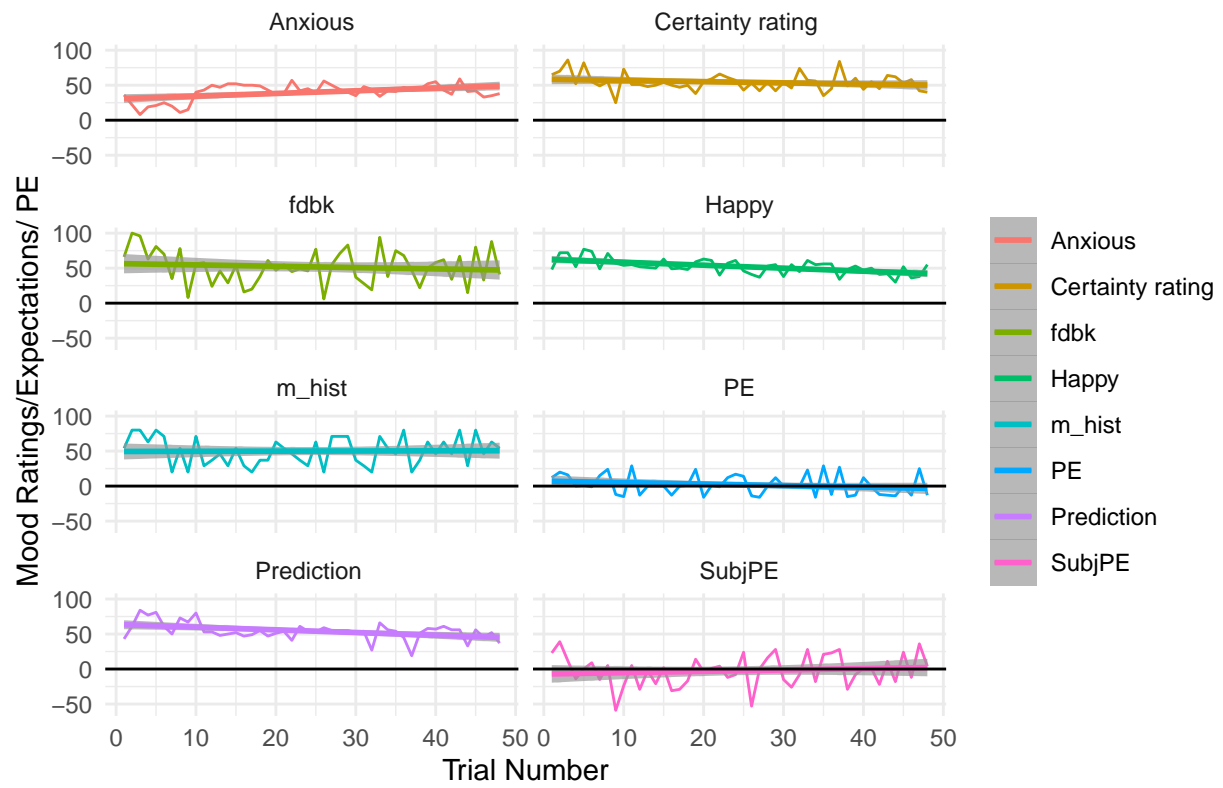 Anxious
Certainty rating
100
50
0
−50
fdbk
Happy
100
50
0
−50
m_hist
PE
100
50
0
−50
Prediction
SubjPE
100
50
0
−50
0 10 20 30 40 50 0 10 20 30 40 50
Trial Number
Mood Ratings/Expectations/ PE
Anxious
Certainty rating
fdbk
Happy
m_hist
PE
Prediction
SubjPE